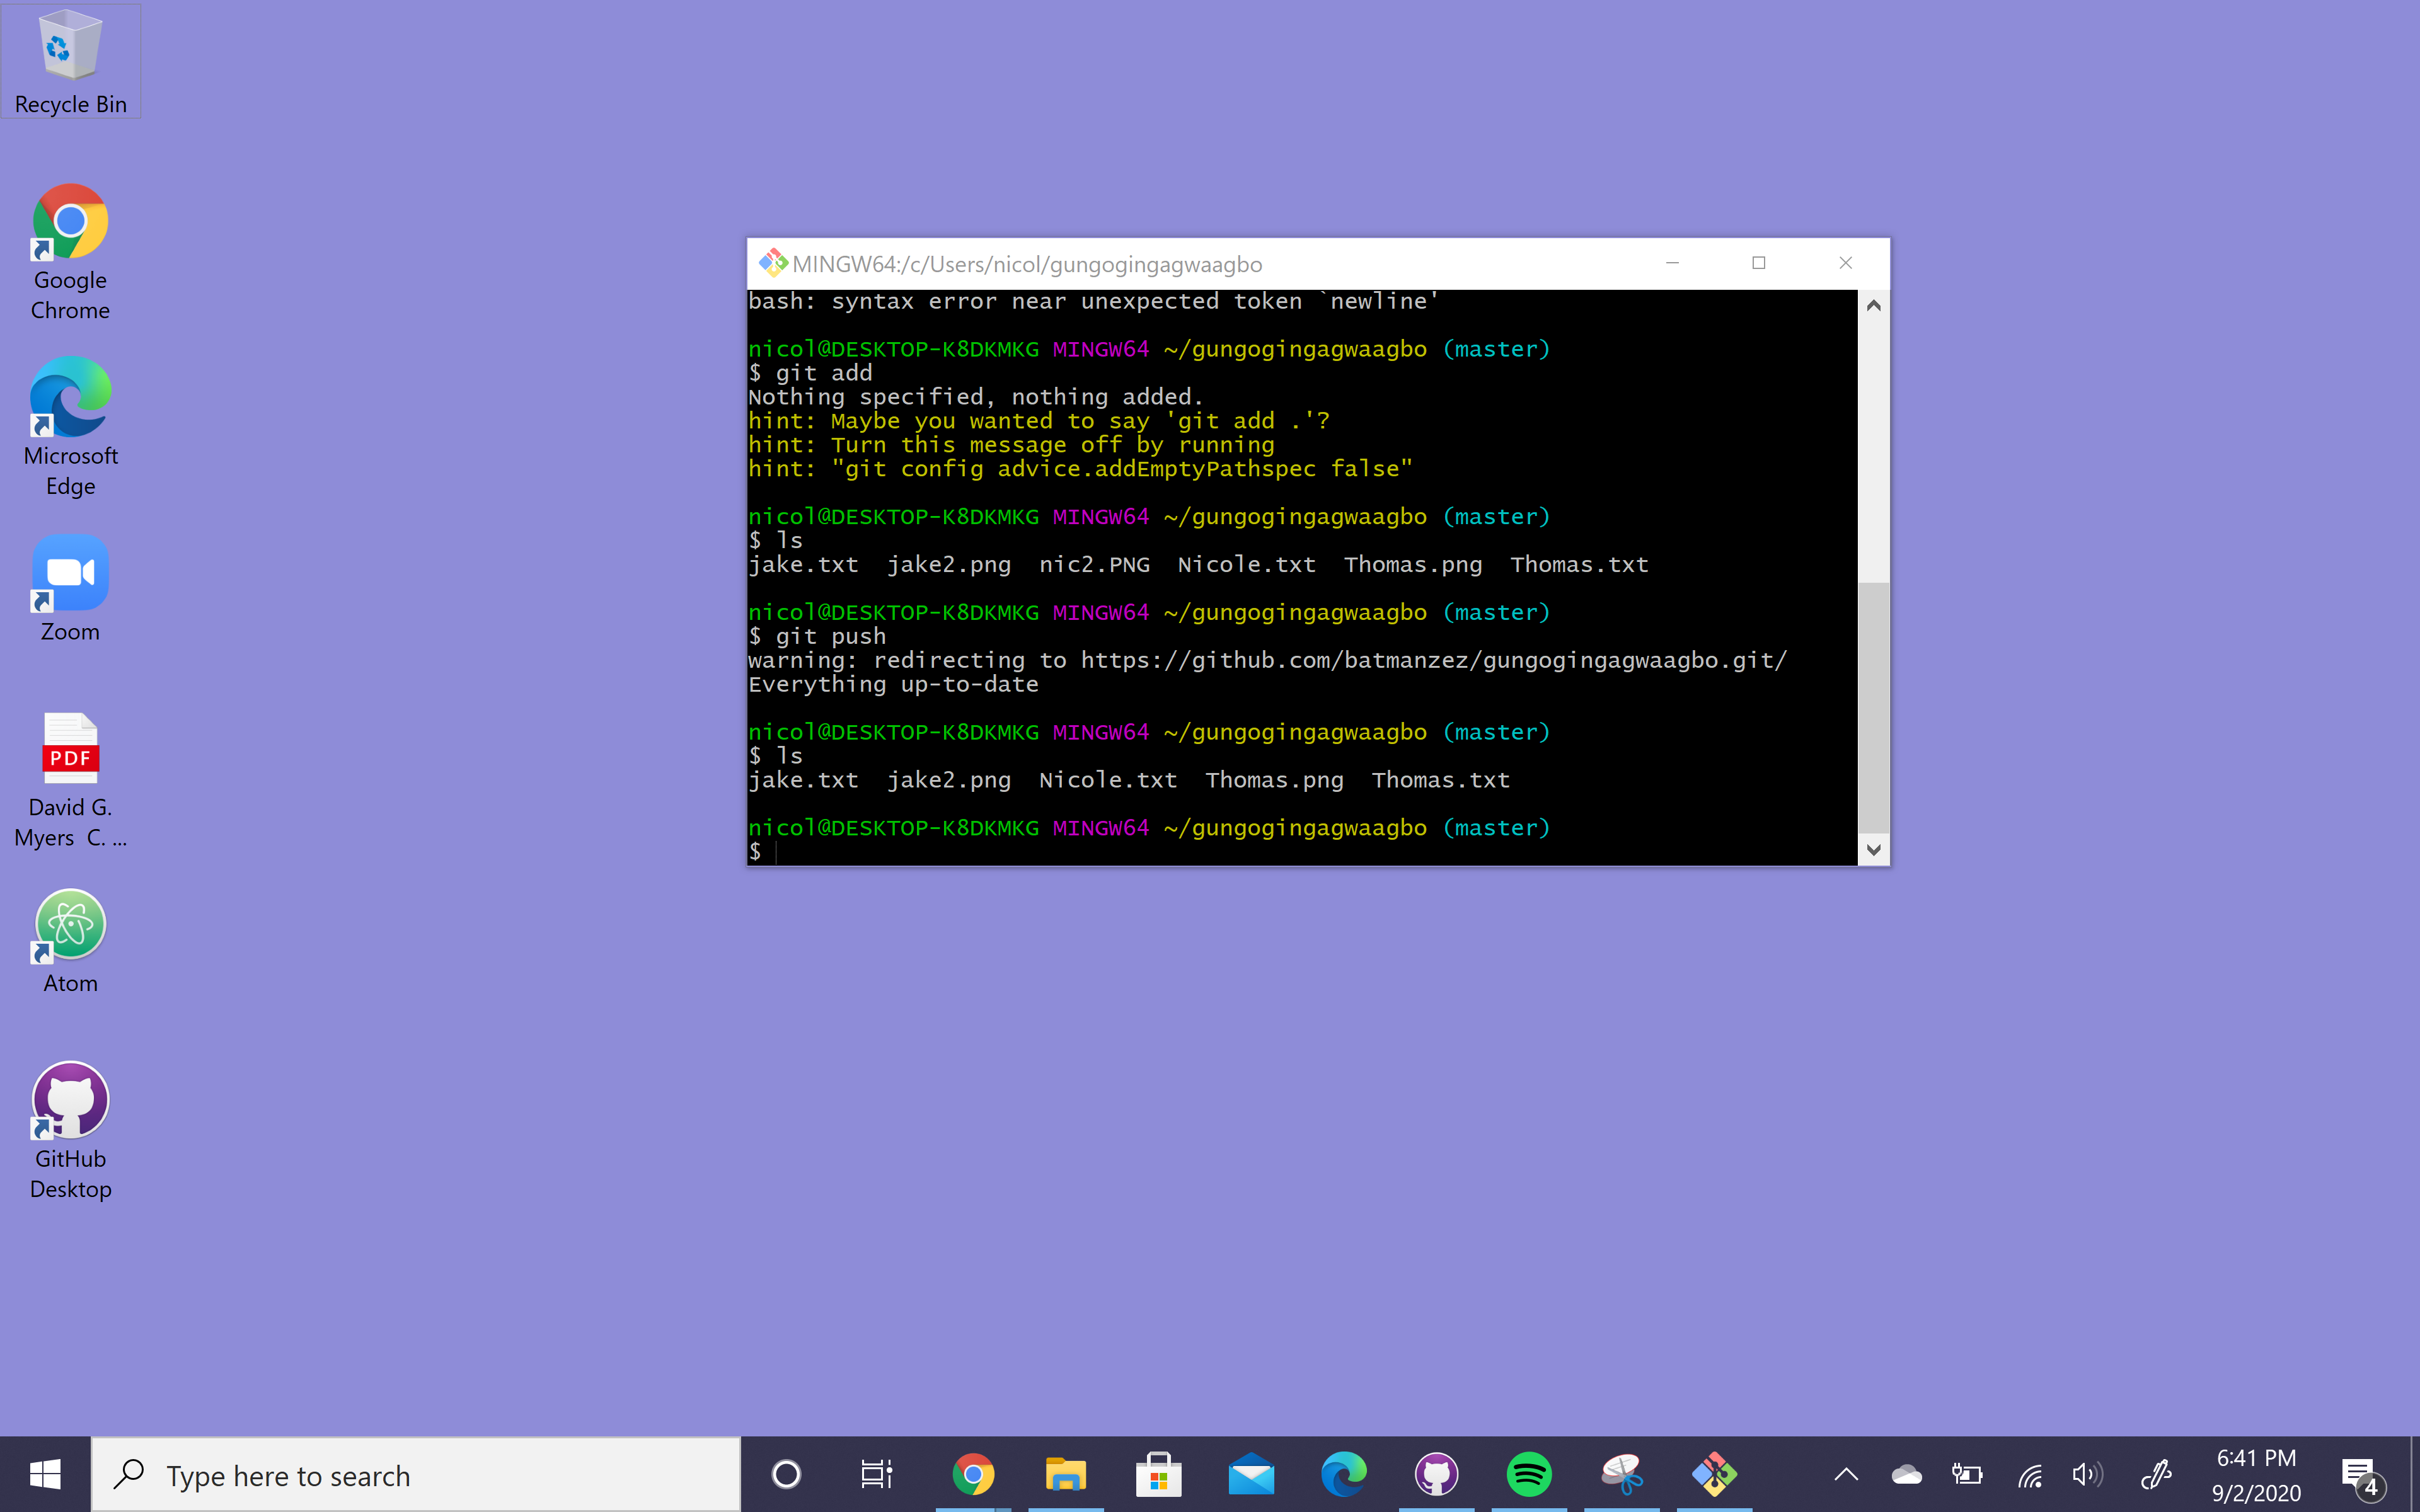 Recycle Bin
Google
Chrome
Microsoft
Edge
Zoom
PDF
David G.
Myers  C. ...
Atom
GitHub
Desktop
MINGW64:/c/Users/nicol/gungogingagwaagbo
bash: syntax error near unexpected token `newline'
nicol@DESKTOP-K8DKMKG MINGW64 ~/gungogingagwaagbo (master)
$ git add
Nothing specified, nothing added.
hint: Maybe you wanted to say 'git add .'?
hint: Turn this message off by running
hint: "git config advice.addEmptyPathspec false"
nicol@DESKTOP-K8DKMKG MINGW64 ~/gungogingagwaagbo (master)
$ ls
jake.txt  jake2.png  nic2.PNG  Nicole.txt  Thomas.png  Thomas.txt
nicol@DESKTOP-K8DKMKG MINGW64 ~/gungogingagwaagbo (master)
$ git push
warning: redirecting to https://github.com/batmanzez/gungogingagwaagbo.git/
Everything up-to-date
nicol@DESKTOP-K8DKMKG MINGW64 ~/gungogingagwaagbo (master)
$ ls
jake.txt  jake2.png  Nicole.txt  Thomas.png  Thomas.txt
nicol@DESKTOP-K8DKMKG MINGW64 ~/gungogingagwaagbo (master)
$
Type here to search
6:41 PM
9/2/2020
4